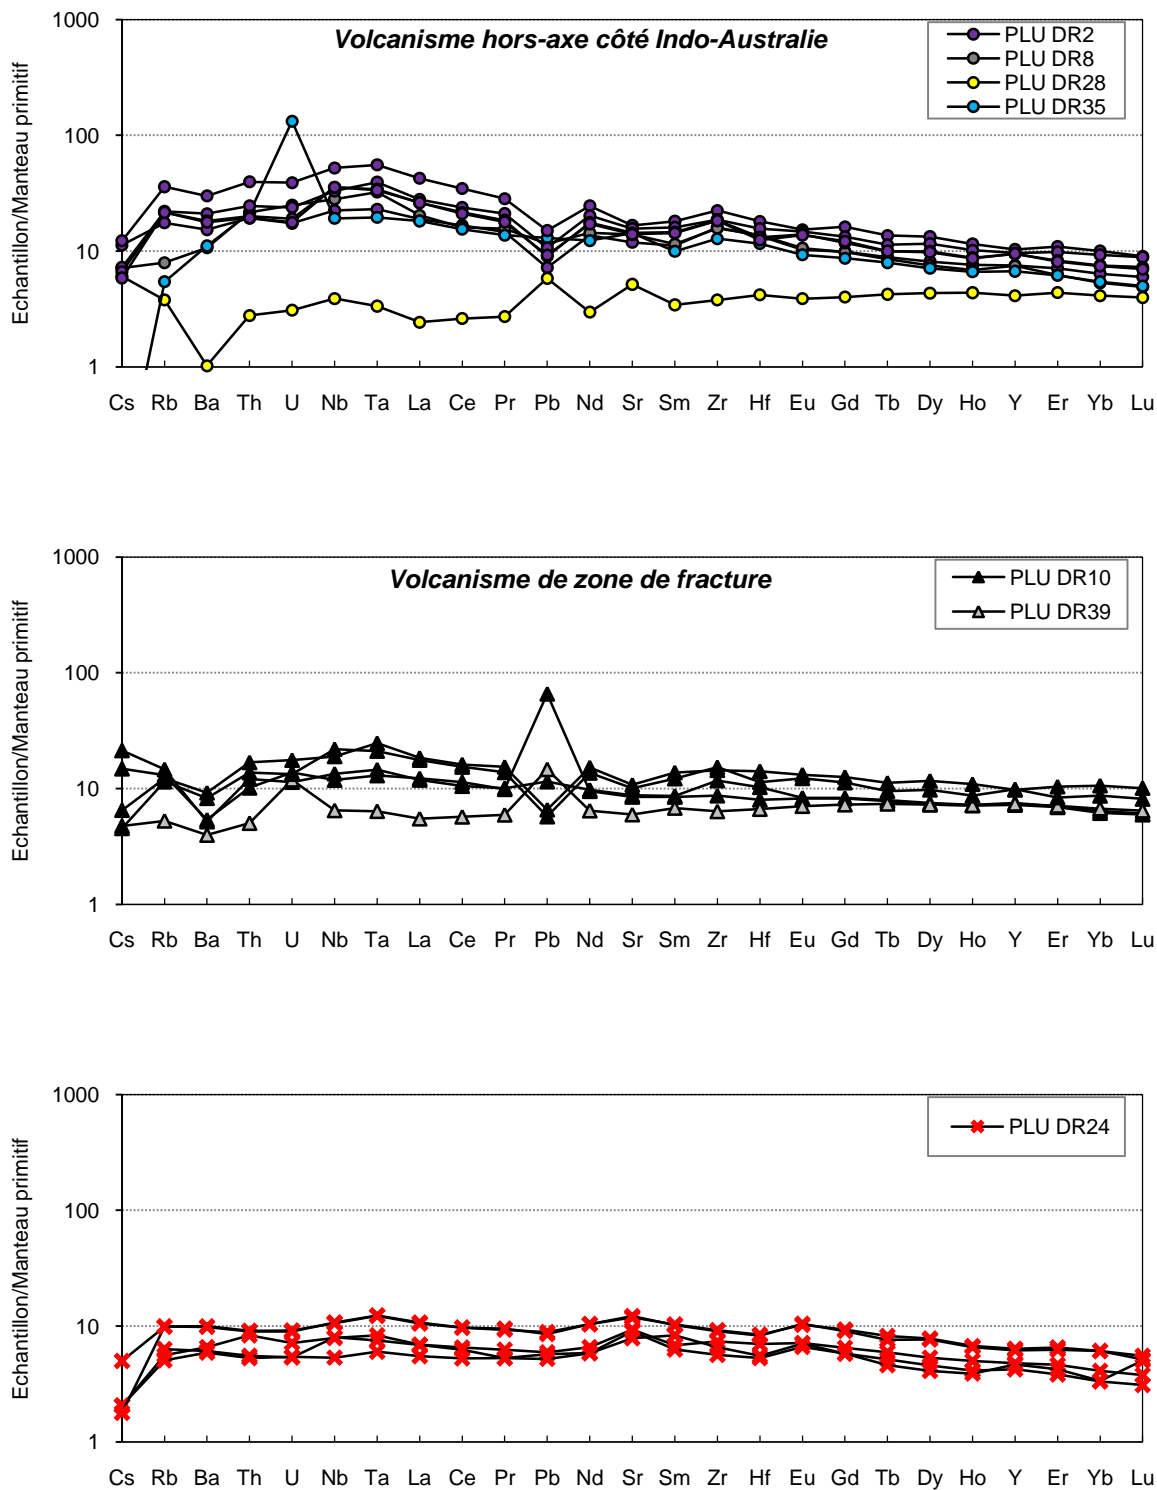 Volcanisme hors-axe côté Indo-Australie
PLU DR2
PLU DR8
PLU DR28
PLU DR35
Echantillon/Manteau primitif
1000
100
10
1
Cs Rb Ba Th U Nb Ta La Ce Pr Pb Nd Sr Sm Zr Hf Eu Gd Tb Dy Ho Y Er Yb Lu
Volcanisme de zone de fracture
PLU DR10
PLU DR39
Echantillon/Manteau primitif
1000
100
10
1
Cs Rb Ba Th U Nb Ta La Ce Pr Pb Nd Sr Sm Zr Hf Eu Gd Tb Dy Ho Y Er Yb Lu
PLU DR24
Echantillon/Manteau primitif
1000
100
10
1
Cs Rb Ba Th U Nb Ta La Ce Pr Pb Nd Sr Sm Zr Hf Eu Gd Tb Dy Ho Y Er Yb Lu